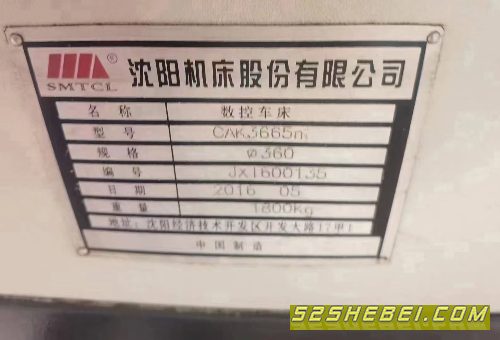 SMTCL
沈阳机床股份有限公司
名称 数控车床
型号 CAK3665ni
规格 φ360
编号 JX1600135
日期 2016 05
重量 1800Kg
地址: 沈阳经济技术开发区开发大路17甲1
中国制造
52SHEBEI.COM